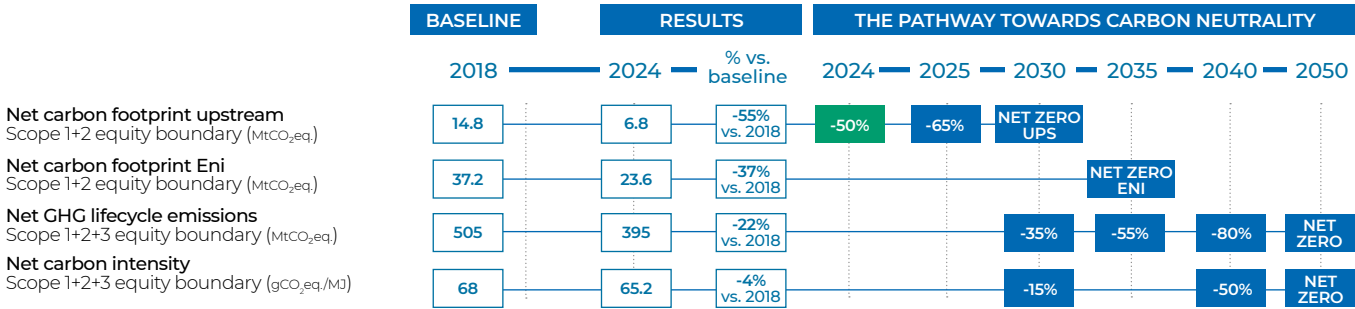 BASELINE RESULTS THE PATHWAY TOWARDS CARBON NEUTRALITY
2018 2024 % vs. baseline 2024 2025 2030 2035 2040 2050
Net carbon footprint upstream
Scope 1+2 equity boundary (MtCO₂eq.)
14.8 6.8 -55% vs. 2018 -50% -65% NET ZERO UPS
Net carbon footprint Eni
Scope 1+2 equity boundary (MtCO₂eq.)
37.2 23.6 -37% vs. 2018 NET ZERO ENI
Net GHG lifecycle emissions
Scope 1+2+3 equity boundary (MtCO₂eq.)
505 395 -22% vs. 2018 -35% -55% -80% NET ZERO
Net carbon intensity
Scope 1+2+3 equity boundary (gCO₂eq./MJ)
68 65.2 -4% vs. 2018 -15% -50% NET ZERO